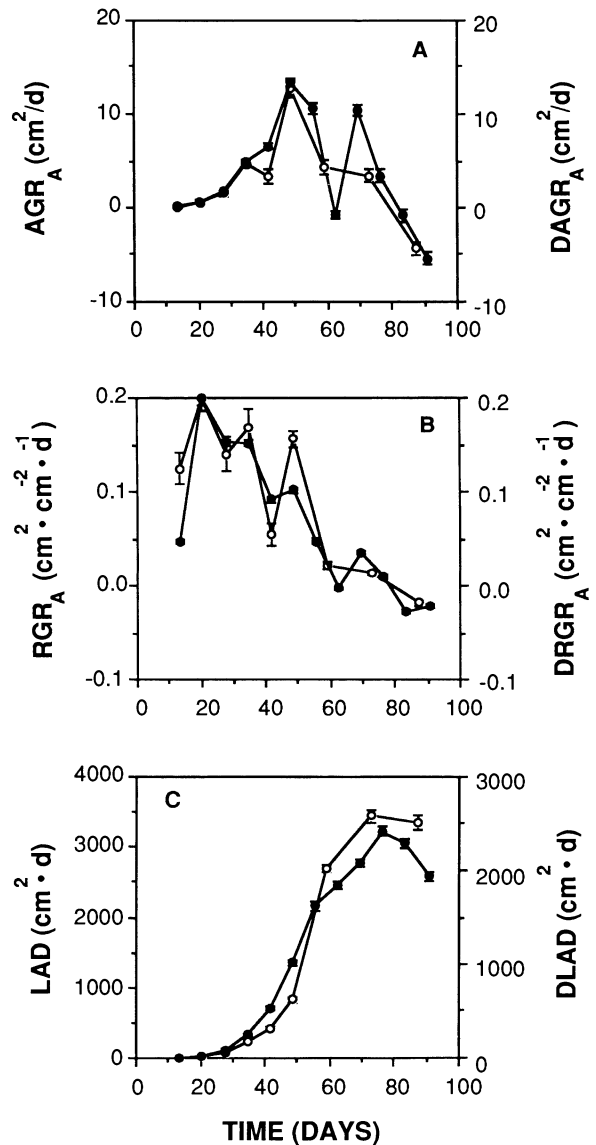 A
AGR_A (cm²/d)
DAGR_A (cm²/d)
20
10
0
-10
20
10
0
-10
0 20 40 60 80 100
B
RGR_A (cm² • cm⁻² • d⁻¹)
DRGR_A (cm² • cm⁻² • d⁻¹)
0.2
0.1
0.0
-0.1
0.2
0.1
0.0
-0.1
0 20 40 60 80 100
C
LAD (cm² • d)
DLAD (cm² • d)
4000
3000
2000
1000
0
3000
2000
1000
0
0 20 40 60 80 100
TIME (DAYS)